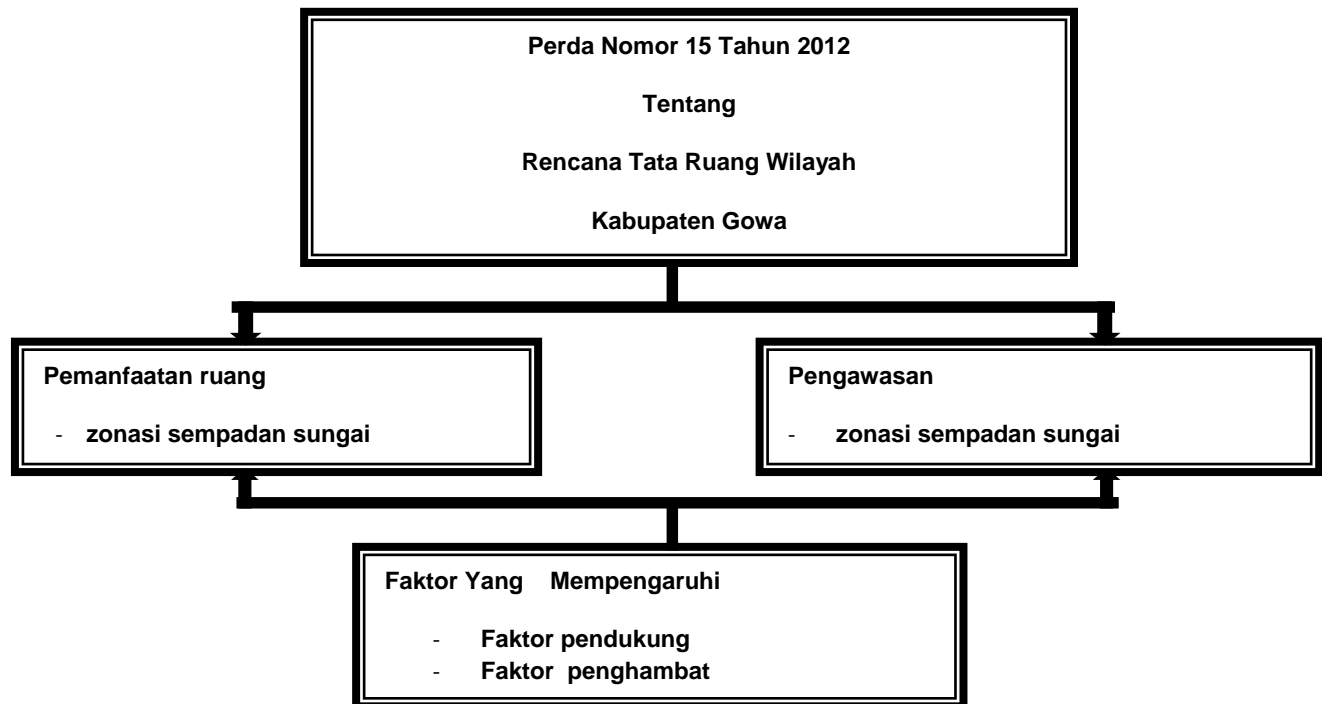 Perda Nomor 15 Tahun 2012
Tentang
Rencana Tata Ruang Wilayah
Kabupaten Gowa
Pemanfaatan ruang
- zonasi sempadan sungai
Pengawasan
- zonasi sempadan sungai
Faktor Yang Mempengaruhi
- Faktor pendukung
- Faktor penghambat